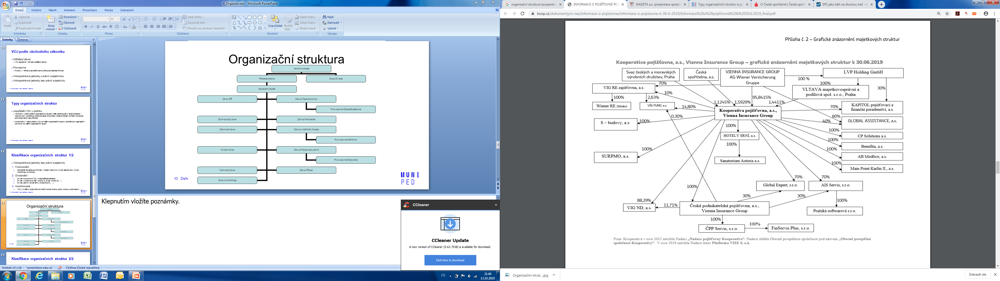 4_Organizování - Microsoft PowerPoint
Domů Vložení Návrh Animace Prezentace Revize Zobrazení
Vložit
Vyjmout
Kopírovat
Kopírovat formát
Schránka
Nový snímek
Rozložení
Obnovit
Odstranit
Snímky
40
Písmo
Směr textu
Zarovnat text
Převést na obrázek SmartArt
Odstavec
Uspořádat
Rychlé styly
Výplň tvaru
Obrys tvaru
Efekty tvarů
Kreslení
Najít
Nahradit
Vybrat
Úpravy
Snímky Osnova
10
VOJ podle obchodního zákoníku
– Odštěpný závod
– Provozovna
– Vnitropodnikové jednotky s právní subjektivitou
– Vnitropodnikové jednotky bez právní subjektivity
MUNI
PED
11
Typy organizačních struktur
– Uspořádání VOJ v podniku
MUNI
PED
12
Klasifikace organizačních struktur 1/2
– Vnitropodnikové jednotky bez právní subjektivity
1. Funkcionální
2. Divizionální
3. Kombinované
MUNI
PED
13
Organizační struktura
MUNI
PED
14
Klasifikace organizačních struktur 2/2
Organizační struktura
Valná hromada
Představenstvo Dozorčí rada
Generální ředitel
Útvar GŘ Závod Český Krumlov
Provozovna České Budějovice
Ekonomický útvar Závod Prachatice
Obchodní útvar Závod Jindřichův Hradec
Provozovna Pelhřimov
Výrobní útvar Závod Planá nad Lužnicí
Provozovna Strakonice
Technický útvar Závod Řípec
Útvar controllingu
13 Defin
MUNI
PED
Klepnutím vložíte poznámky.
CCleaner
CCleaner Update
A new version of CCleaner (5.62.7538) is available for download.
Click here to download
Snímek 13 z 16 "prezentace-edu-cz" Čeština (Česká republika)
CS
21:40
13.10.2019
organizační struktura kooperativ
INFORMACE O POJIŠŤOVNĚ POD
MADETA a.s. (prezentace společn
Typy organizačních struktur a jej
O České spořitelně | Česká spořit
IPO jako běh na dlouhou trať - In
koop.cz/dokumenty/o-nas/informace-o-pojistovne/informace-o-pojistovne-k-30-6-2019/Informace%20o%20pojišťovně%20k%2030.6.2019_final.pdf
Příloha č. 2 – Grafické znázornění majetkových struktur
Kooperativa pojišťovna, a.s., Vienna Insurance Group – grafické znázornění majetkových struktur k 30.06.2019
Svaz českých a moravských
výrobních družstev, Praha
Česká
spořitelna, a.s.
VIENNA INSURANCE GROUP
AG Wiener Versicherung
Gruppe
LVP Holding GmbH
100 %
70%
100%
VIG RE zajišťovna, a.s.
10%
VLTAVA majetkovosprávní a
podílová spol. s.r.o., Praha
30%
100%
2,63%
95,8415%
1,1245%
1,5929%
1,4411%
Wiener RE (Srbsko)
VIG FUND, a.s.
14,80%
Kooperativa pojišťovna, a.s.,
Vienna Insurance Group
70%
KAPITOL pojišťovací a
finanční poradenství, a.s.
0,30%
60%
S – budovy, a.s.
100%
40%
GLOBAL ASSISTANCE, a.s.
100%
100%
HOTELY SRNÍ, a.s.
CP Solutions a.s.
100%
100%
Benefita, a.s.
100%
100%
SURPMO, a.s.
Sanatorium Astoria a.s.
AB Modřice, a.s.
100%
Main Point Karlín II., a.s.
70%
70%
100%
Global Expert, s.r.o.
AIS Servis, s.r.o.
30%
30%
88,29%
100%
VIG ND, a.s.
11,71%
Česká podnikatelská pojišťovna, a.s.,
Vienna Insurance Group
Pražská softwarová s.r.o.
100%
ČPP Servis, s.r.o.
100%
FinServis Plus, s.r.o.
Pozn. Kooperativa v roce 2013 založila Nadaci „Nadace pojišťovny Kooperativa“. Nadace zřídila Obecně prospěšnou společnost pod názvem „Obecně prospěšná
společnost Kooperativy“. V roce 2018 založila Nadace ústav Platforma VIZE 0, z.ú.
Organizační+struk....jpg
Zobrazit vše